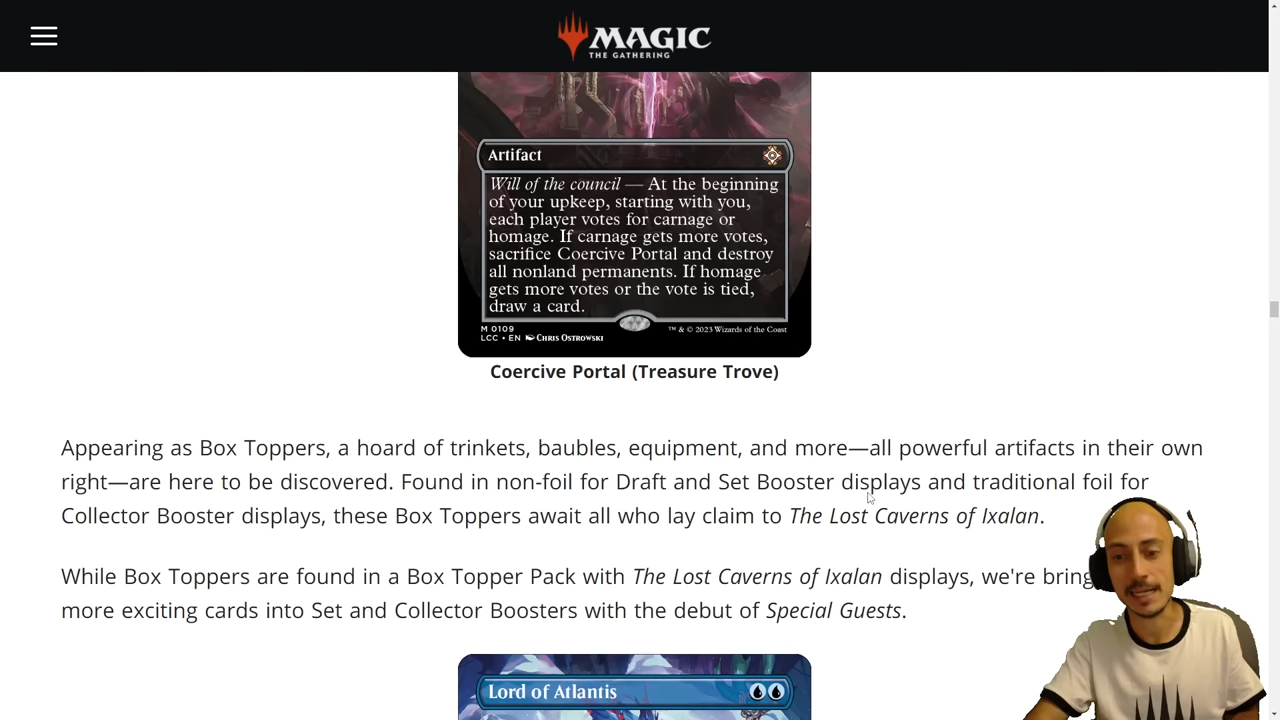 MAGIC
THE GATHERING
Artifact
Will of the council — At the beginning
of your upkeep, starting with you,
each player votes for carnage or
homage. If carnage gets more votes,
sacrifice Coercive Portal and destroy
all nonland permanents. If homage
gets more votes or the vote is tied,
draw a card.
M 0109
LCC • EN Chris Ostrowski
™ & © 2023 Wizards of the Coast
Coercive Portal (Treasure Trove)
Appearing as Box Toppers, a hoard of trinkets, baubles, equipment, and more—all powerful artifacts in their own
right—are here to be discovered. Found in non-foil for Draft and Set Booster displays and traditional foil for
Collector Booster displays, these Box Toppers await all who lay claim to The Lost Caverns of Ixalan.
While Box Toppers are found in a Box Topper Pack with The Lost Caverns of Ixalan displays, we're bring
more exciting cards into Set and Collector Boosters with the debut of Special Guests.
Lord of Atlantis